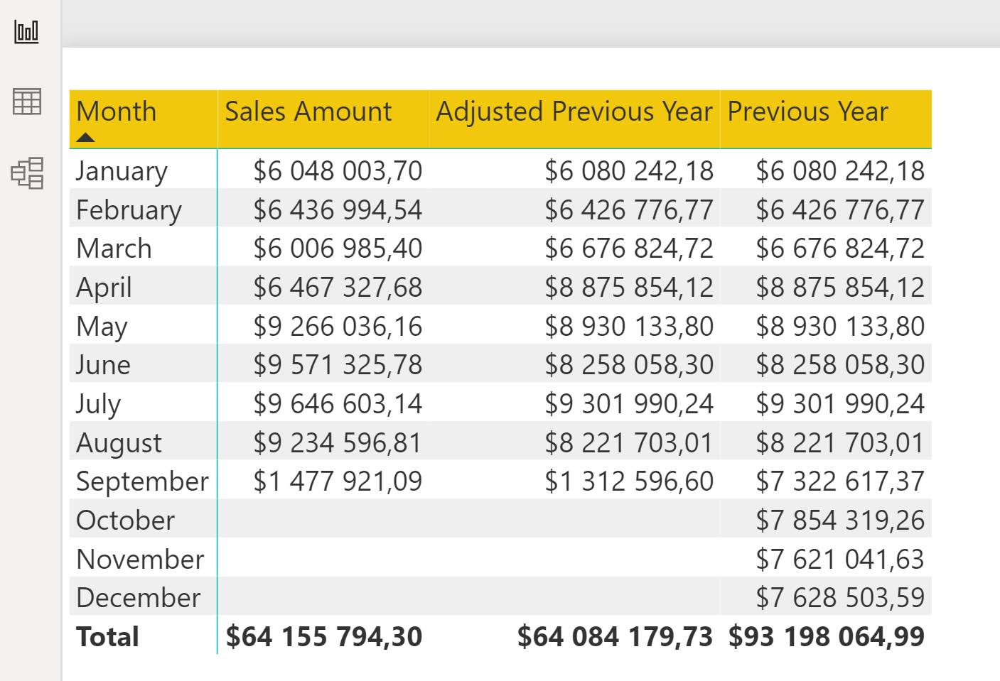 Month Sales Amount Adjusted Previous Year Previous Year
January $6 048 003,70 $6 080 242,18 $6 080 242,18
February $6 436 994,54 $6 426 776,77 $6 426 776,77
March $6 006 985,40 $6 676 824,72 $6 676 824,72
April $6 467 327,68 $8 875 854,12 $8 875 854,12
May $9 266 036,16 $8 930 133,80 $8 930 133,80
June $9 571 325,78 $8 258 058,30 $8 258 058,30
July $9 646 603,14 $9 301 990,24 $9 301 990,24
August $9 234 596,81 $8 221 703,01 $8 221 703,01
September $1 477 921,09 $1 312 596,60 $7 322 617,37
October $7 854 319,26
November $7 621 041,63
December $7 628 503,59
Total $64 155 794,30 $64 084 179,73 $93 198 064,99